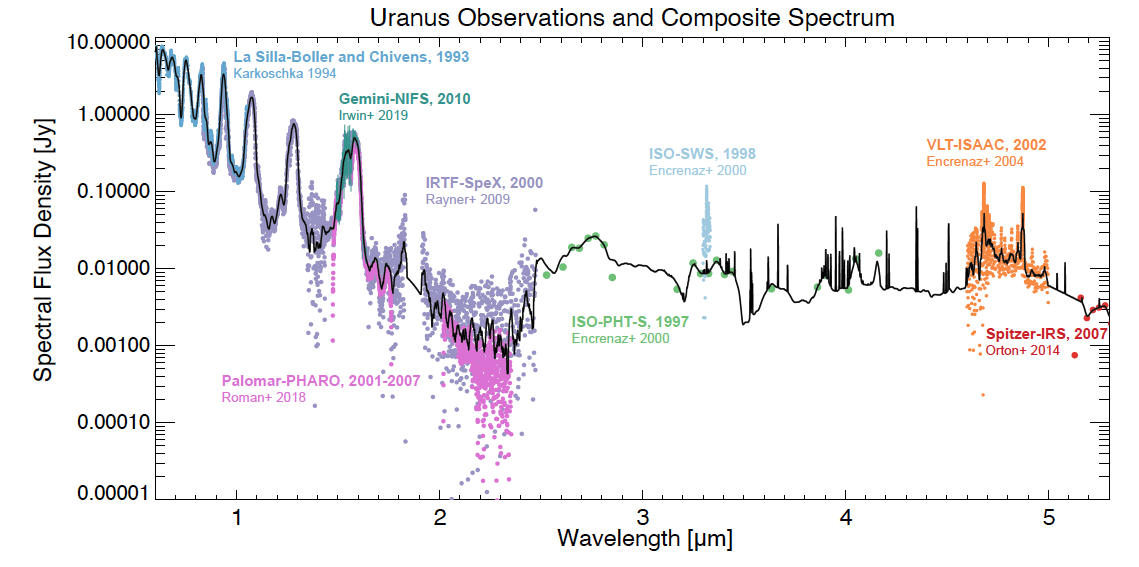 Uranus Observations and Composite Spectrum
Spectral Flux Density [Jy]
10.00000
1.00000
0.10000
0.01000
0.00100
0.00010
0.00001
La Silla-Boller and Chivens, 1993
Karkoschka 1994
Gemini-NIFS, 2010
Irwin+ 2019
IRTF-SpeX, 2000
Rayner+ 2009
ISO-SWS, 1998
Encrenaz+ 2000
VLT-ISAAC, 2002
Encrenaz+ 2004
ISO-PHT-S, 1997
Encrenaz+ 2000
Spitzer-IRS, 2007
Orton+ 2014
Palomar-PHARO, 2001-2007
Roman+ 2018
1 2 3 4 5
Wavelength [µm]